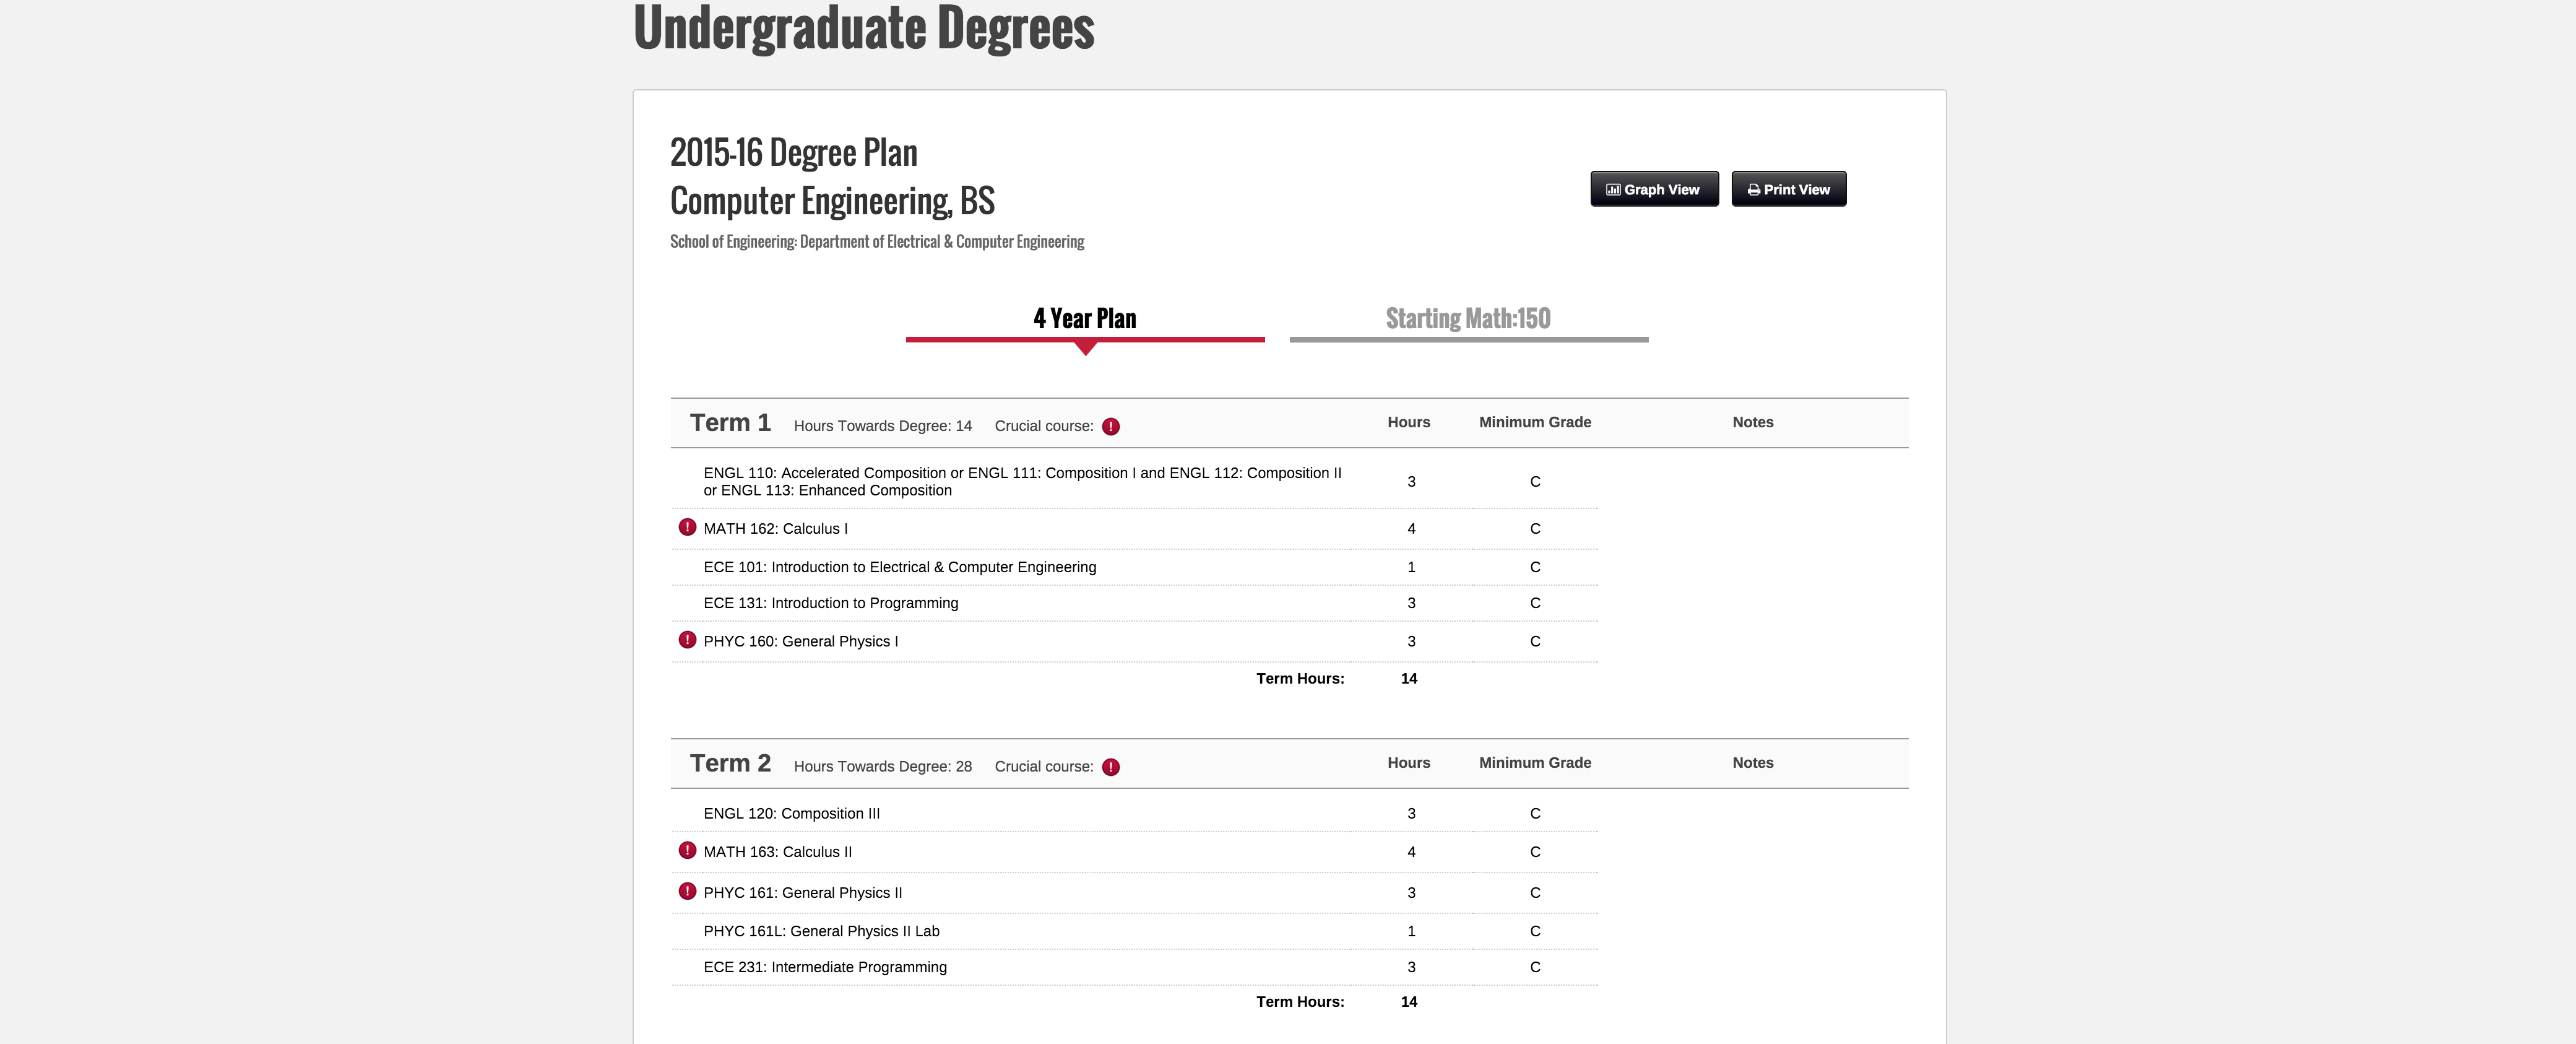 Undergraduate Degrees
2015-16 Degree Plan
Computer Engineering, BS
School of Engineering: Department of Electrical & Computer Engineering
Graph View
Print View
4 Year Plan
Starting Math:150
Term 1 Hours Towards Degree: 14 Crucial course: ! Hours Minimum Grade Notes
ENGL 110: Accelerated Composition or ENGL 111: Composition I and ENGL 112: Composition II
or ENGL 113: Enhanced Composition 3 C
! MATH 162: Calculus I 4 C
ECE 101: Introduction to Electrical & Computer Engineering 1 C
ECE 131: Introduction to Programming 3 C
! PHYC 160: General Physics I 3 C
Term Hours: 14
Term 2 Hours Towards Degree: 28 Crucial course: ! Hours Minimum Grade Notes
ENGL 120: Composition III 3 C
! MATH 163: Calculus II 4 C
! PHYC 161: General Physics II 3 C
PHYC 161L: General Physics II Lab 1 C
ECE 231: Intermediate Programming 3 C
Term Hours: 14